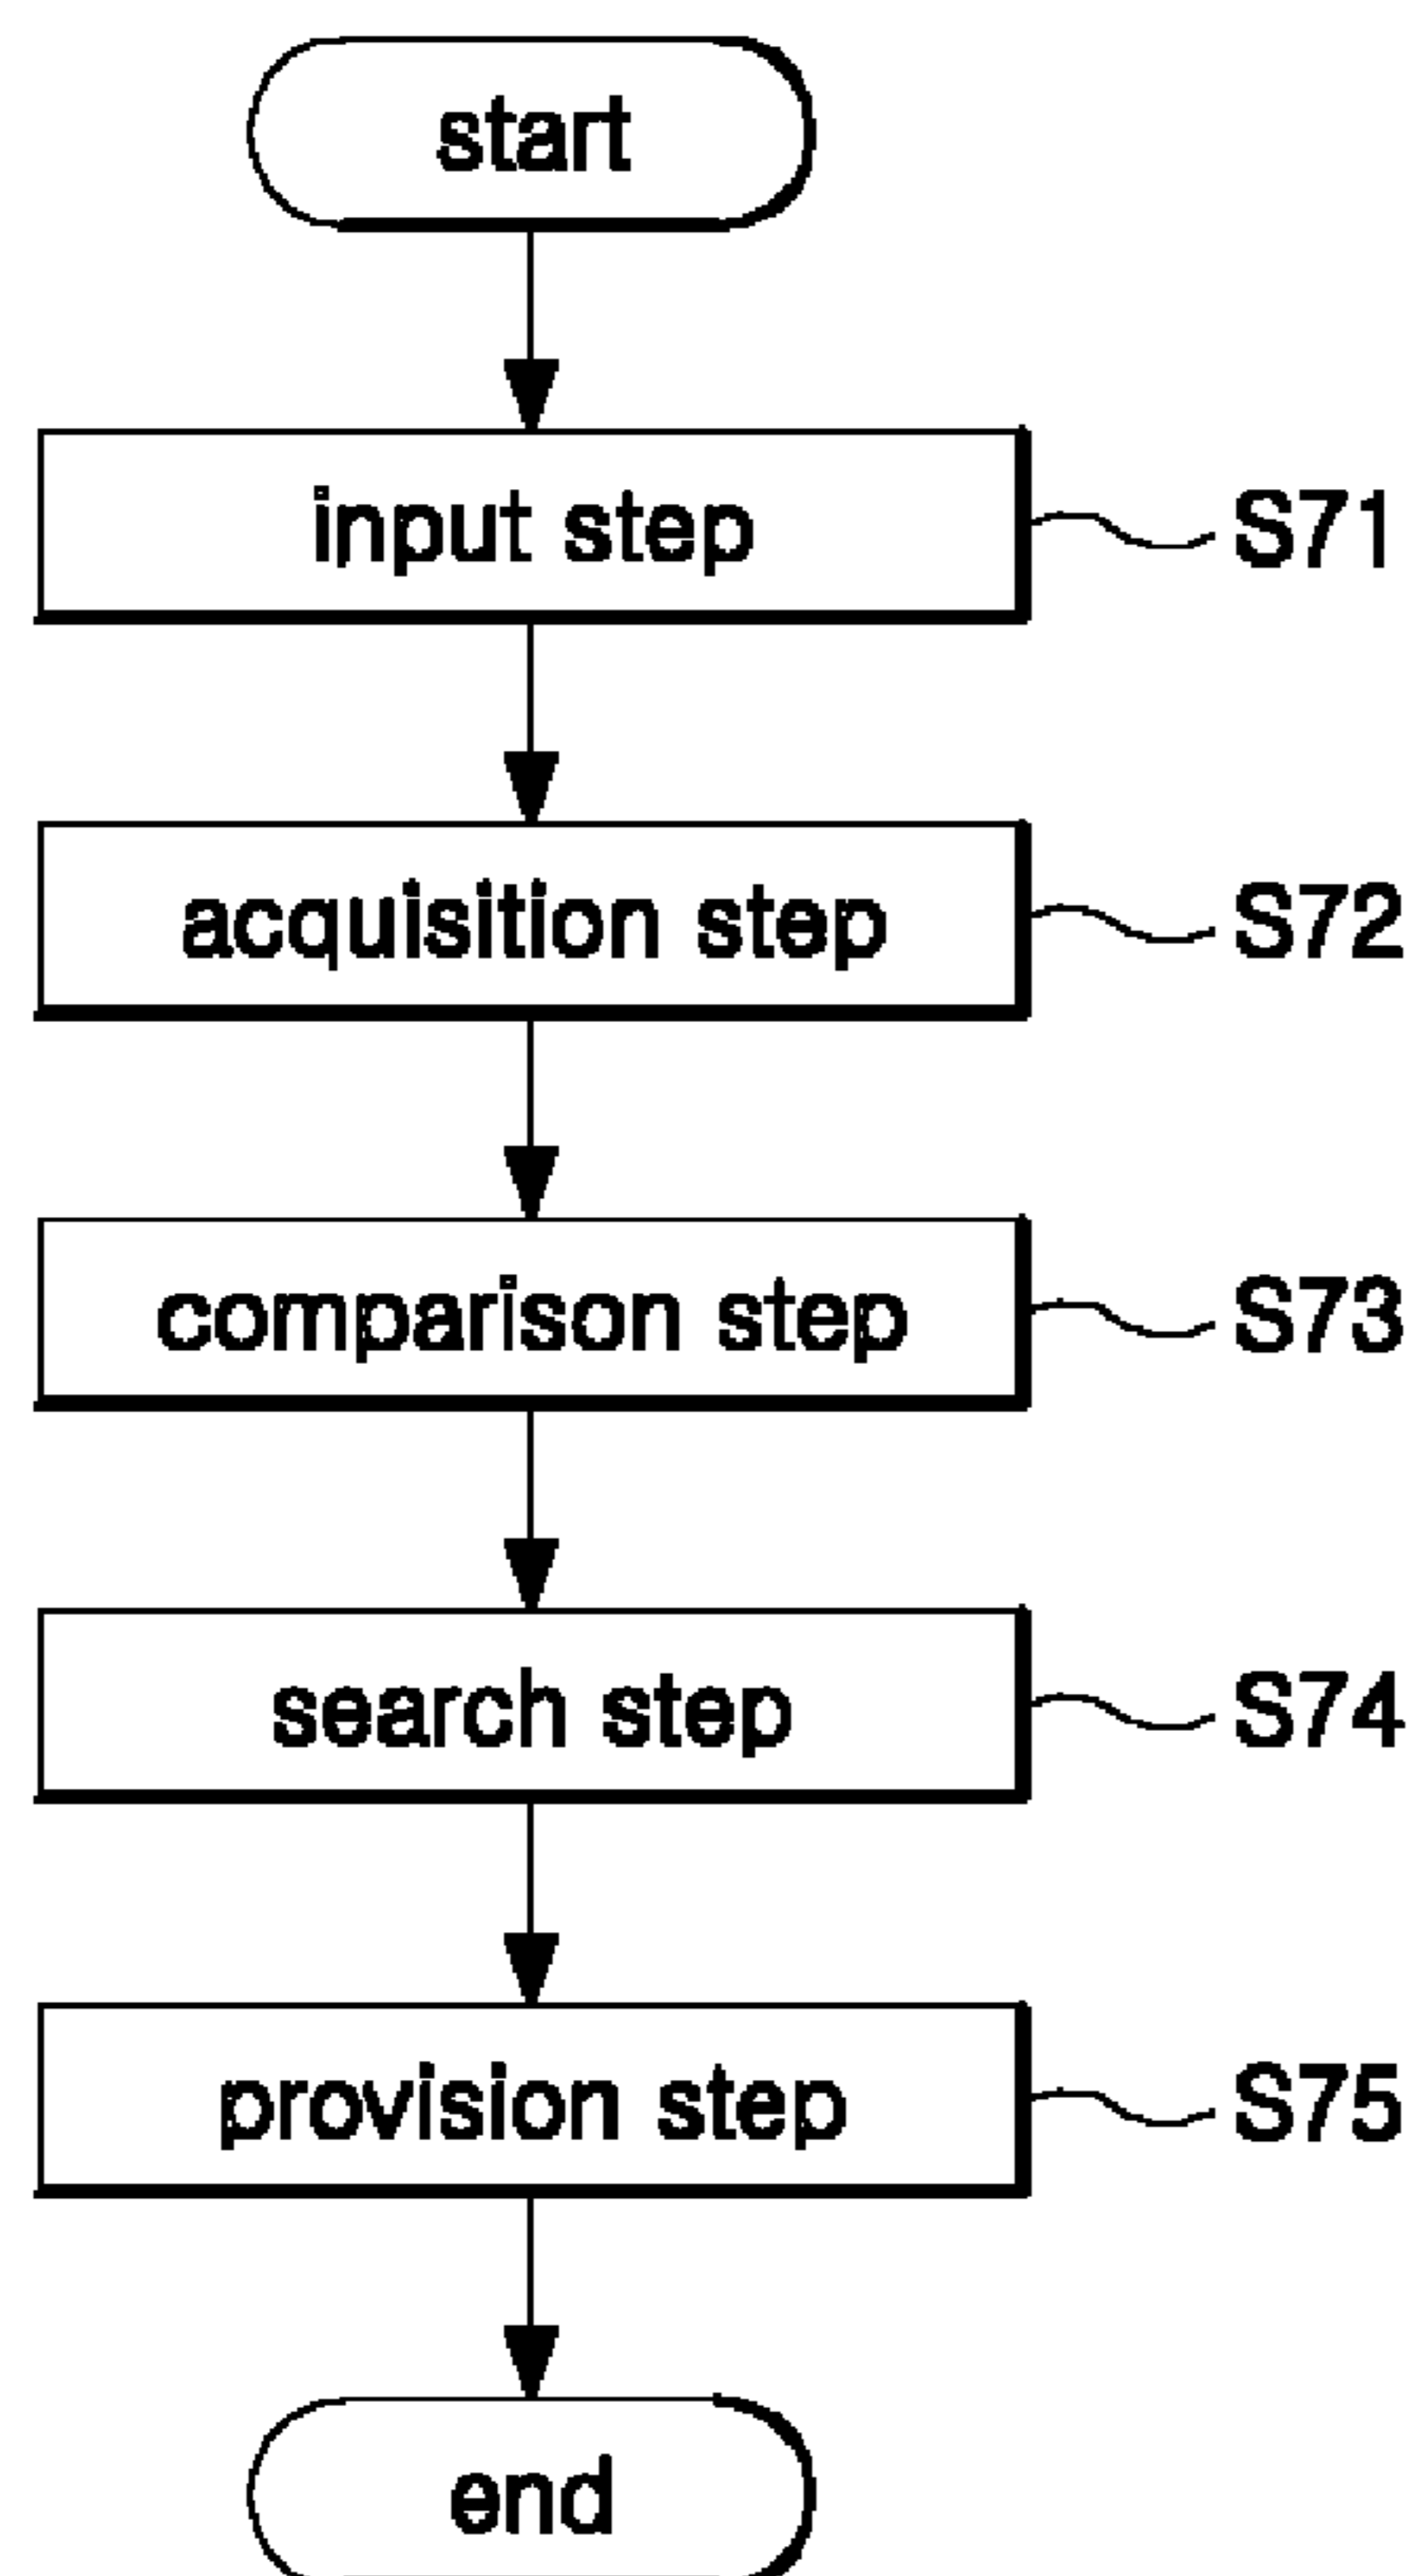 start
input step S71
acquisition step S72
comparison step S73
search step S74
provision step S75
end